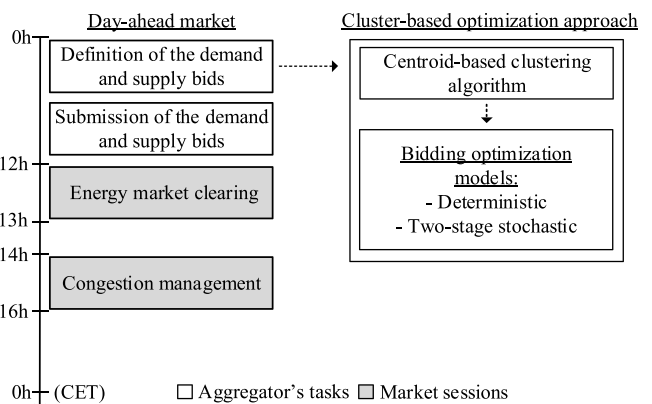 Day-ahead market
Cluster-based optimization approach
0h
Definition of the demand
and supply bids
Centroid-based clustering
algorithm
Submission of the demand
and supply bids
12h
Bidding optimization
models:
- Deterministic
- Two-stage stochastic
Energy market clearing
13h
14h
Congestion management
16h
0h (CET)
Aggregator's tasks
Market sessions